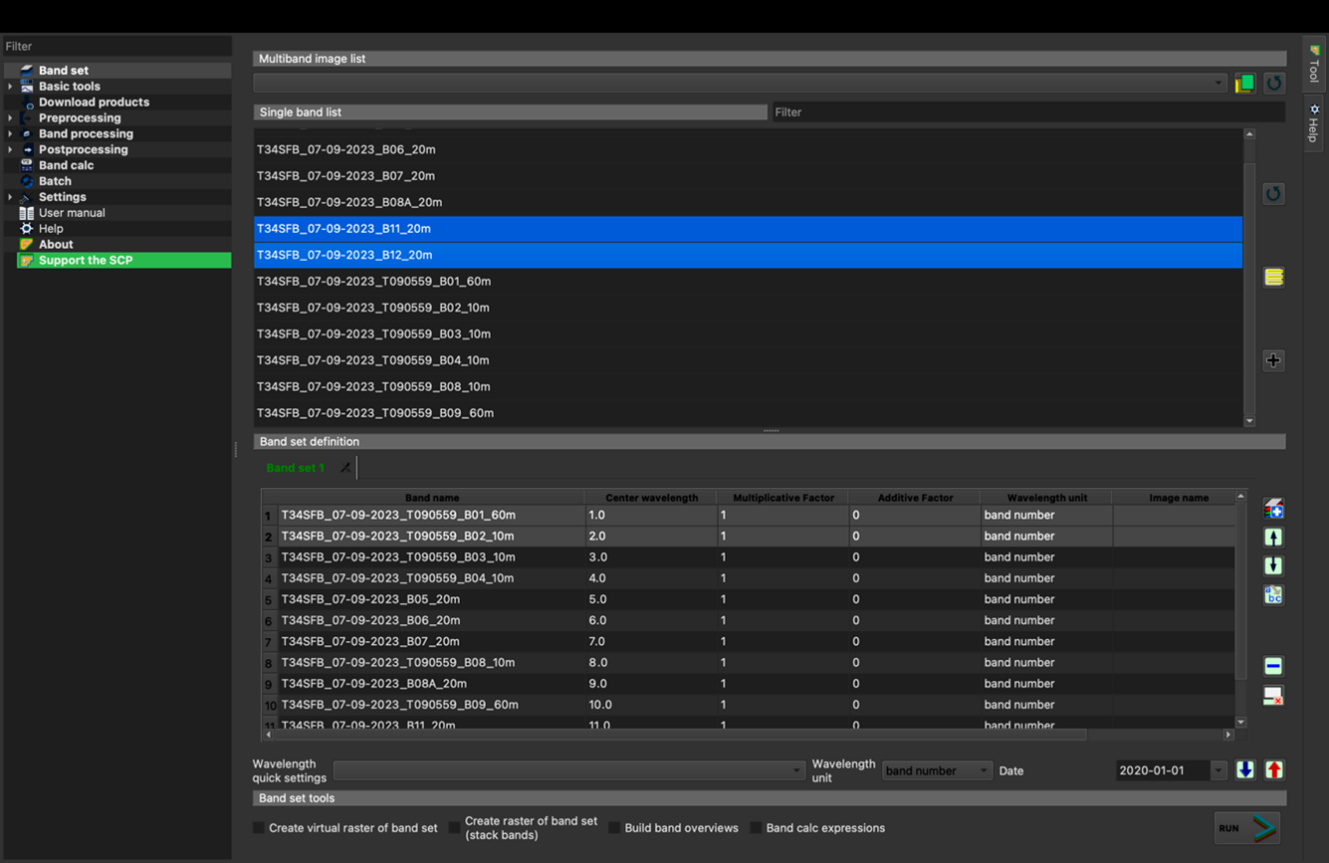 Filter
Band set
Basic tools
Download products
Preprocessing
Band processing
Postprocessing
Band calc
Batch
Settings
User manual
Help
About
Support the SCP
Multiband image list
Single band list
Filter
T34SFB_07-09-2023_B06_20m
T34SFB_07-09-2023_B07_20m
T34SFB_07-09-2023_B08A_20m
T34SFB_07-09-2023_B11_20m
T34SFB_07-09-2023_B12_20m
T34SFB_07-09-2023_T090559_B01_60m
T34SFB_07-09-2023_T090559_B02_10m
T34SFB_07-09-2023_T090559_B03_10m
T34SFB_07-09-2023_T090559_B04_10m
T34SFB_07-09-2023_T090559_B08_10m
T34SFB_07-09-2023_T090559_B09_60m
Band set definition
Band set 1
Band name Center wavelength Multiplicative Factor Additive Factor Wavelength unit Image name
1 T34SFB_07-09-2023_T090559_B01_60m 1.0 1 0 band number
2 T34SFB_07-09-2023_T090559_B02_10m 2.0 1 0 band number
3 T34SFB_07-09-2023_T090559_B03_10m 3.0 1 0 band number
4 T34SFB_07-09-2023_T090559_B04_10m 4.0 1 0 band number
5 T34SFB_07-09-2023_B05_20m 5.0 1 0 band number
6 T34SFB_07-09-2023_B06_20m 6.0 1 0 band number
7 T34SFB_07-09-2023_B07_20m 7.0 1 0 band number
8 T34SFB_07-09-2023_T090559_B08_10m 8.0 1 0 band number
9 T34SFB_07-09-2023_B08A_20m 9.0 1 0 band number
10 T34SFB_07-09-2023_T090559_B09_60m 10.0 1 0 band number
11 T34SFB_07-09-2023_B11_20m 11.0 1 0 band number
Wavelength
quick settings
Wavelength
unit
band number
Date
2020-01-01
Band set tools
Create virtual raster of band set
Create raster of band set
(stack bands)
Build band overviews
Band calc expressions
RUN
Tool
Help